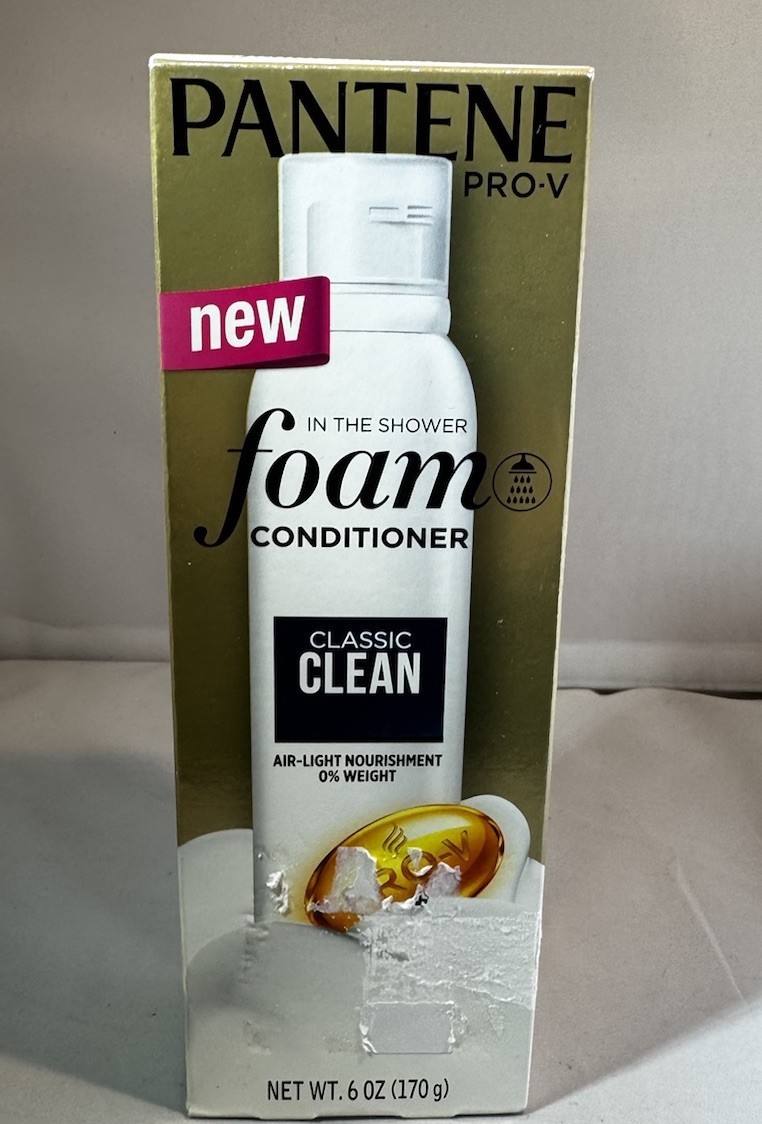 PANTENE
PRO-V
new
IN THE SHOWER
foam
CONDITIONER
CLASSIC
CLEAN
AIR-LIGHT NOURISHMENT
0% WEIGHT
RO-V
NET WT. 6 OZ (170 g)